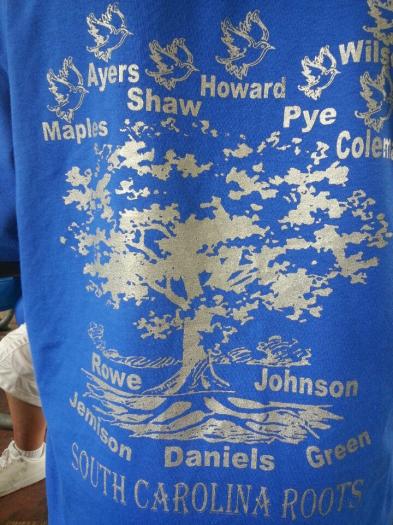 Ayers
Howard
Shaw
Maples
Pye
Rowe
Johnson
Jemison
Daniels
Green
SOUTH CAROLINA ROOTS